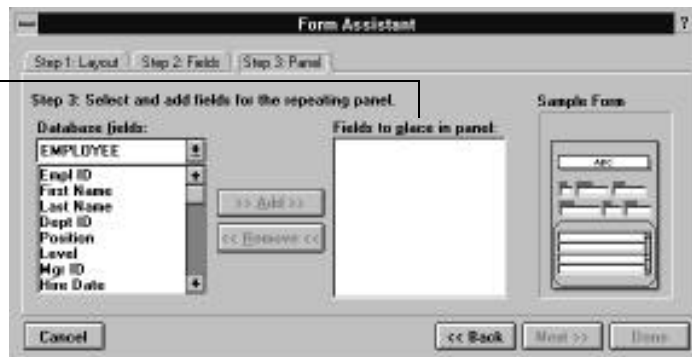 Form Assistant ?
Step 1: Layout Step 2: Fields Step 3: Panel
Step 3: Select and add fields for the repeating panel.
Sample Form
Database fields:
Fields to place in panel:
EMPLOYEE
Empl ID
First Name
Last Name
Dept ID
Position
Level
Mgr ID
Hire Date
>> Add >>
<< Remove <<
ABC
Cancel
<< Back
Next >>
Done